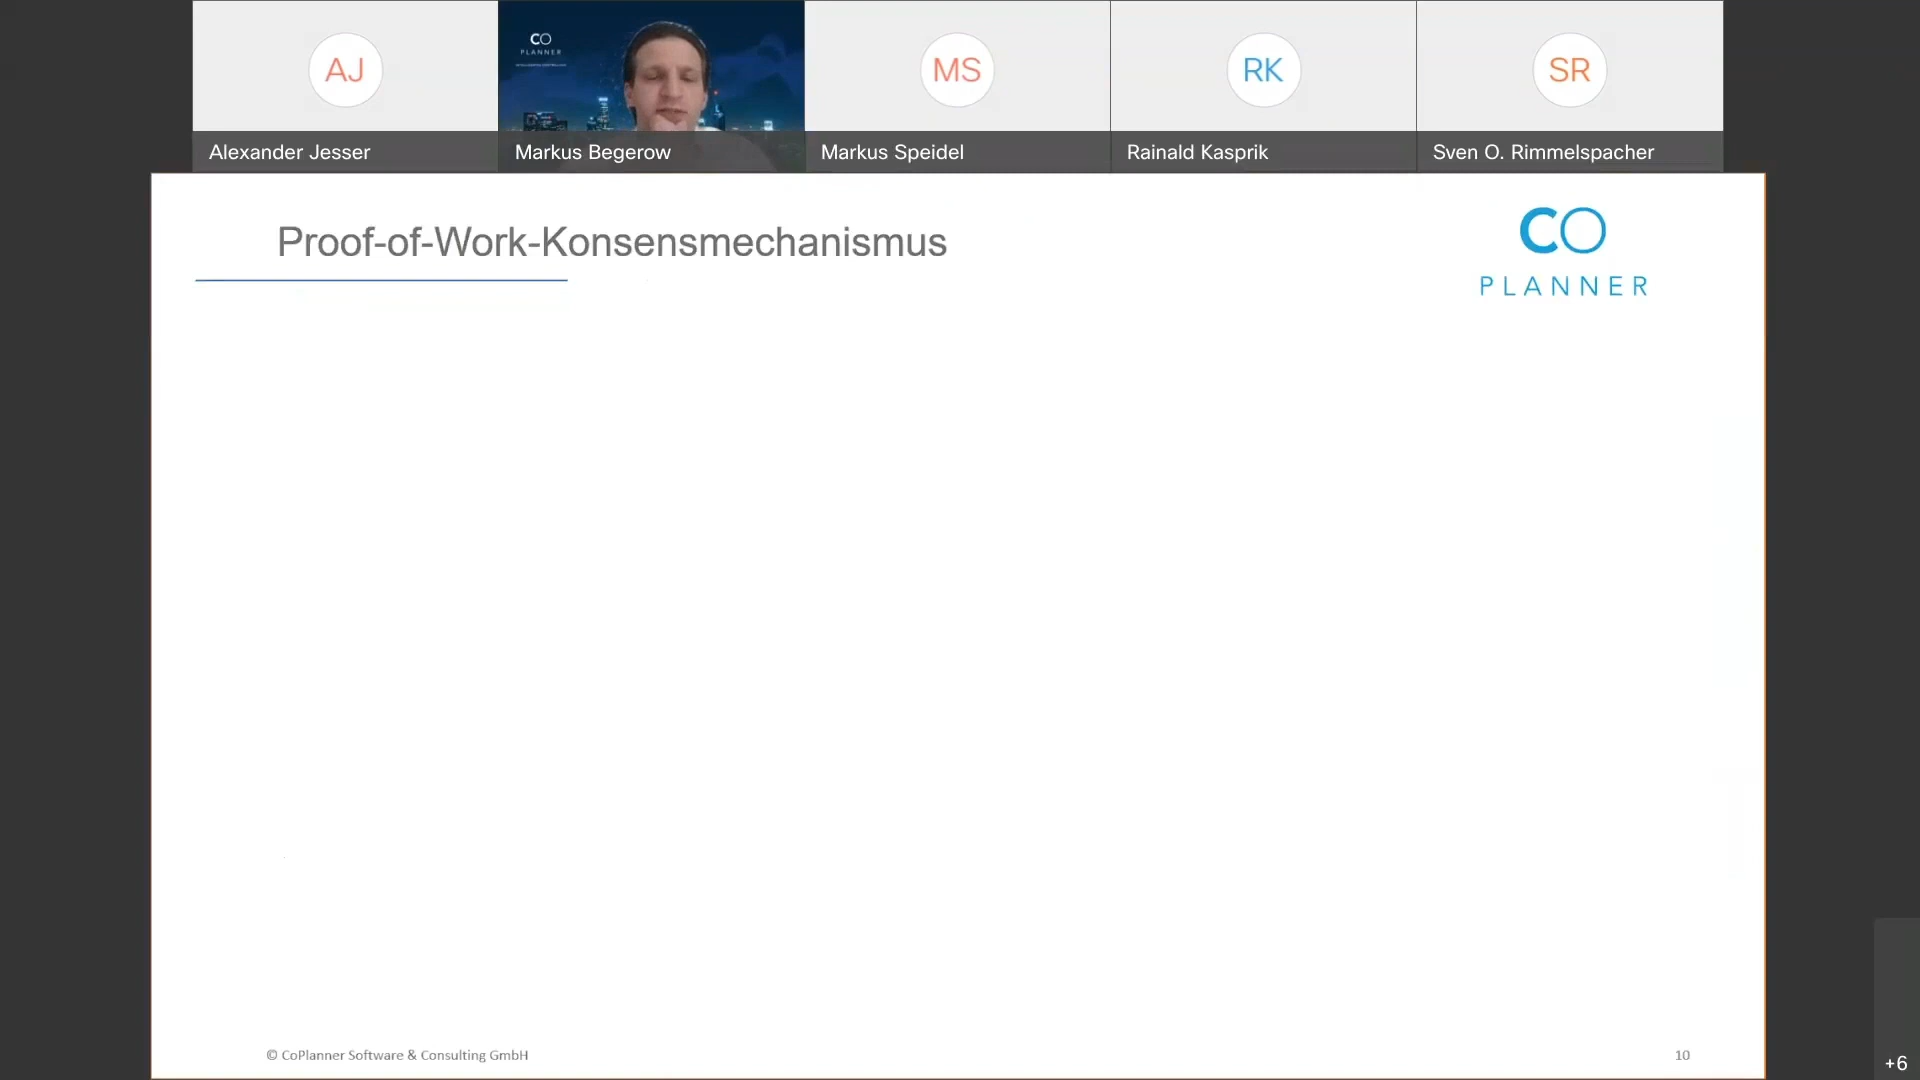 AJ
CO
PLANNER
MS
RK
SR
Alexander Jesser
Markus Begerow
Markus Speidel
Rainald Kasprik
Sven O. Rimmelspacher
Proof-of-Work-Konsensmechanismus
CO
PLANNER
© CoPlanner Software & Consulting GmbH
10
+6